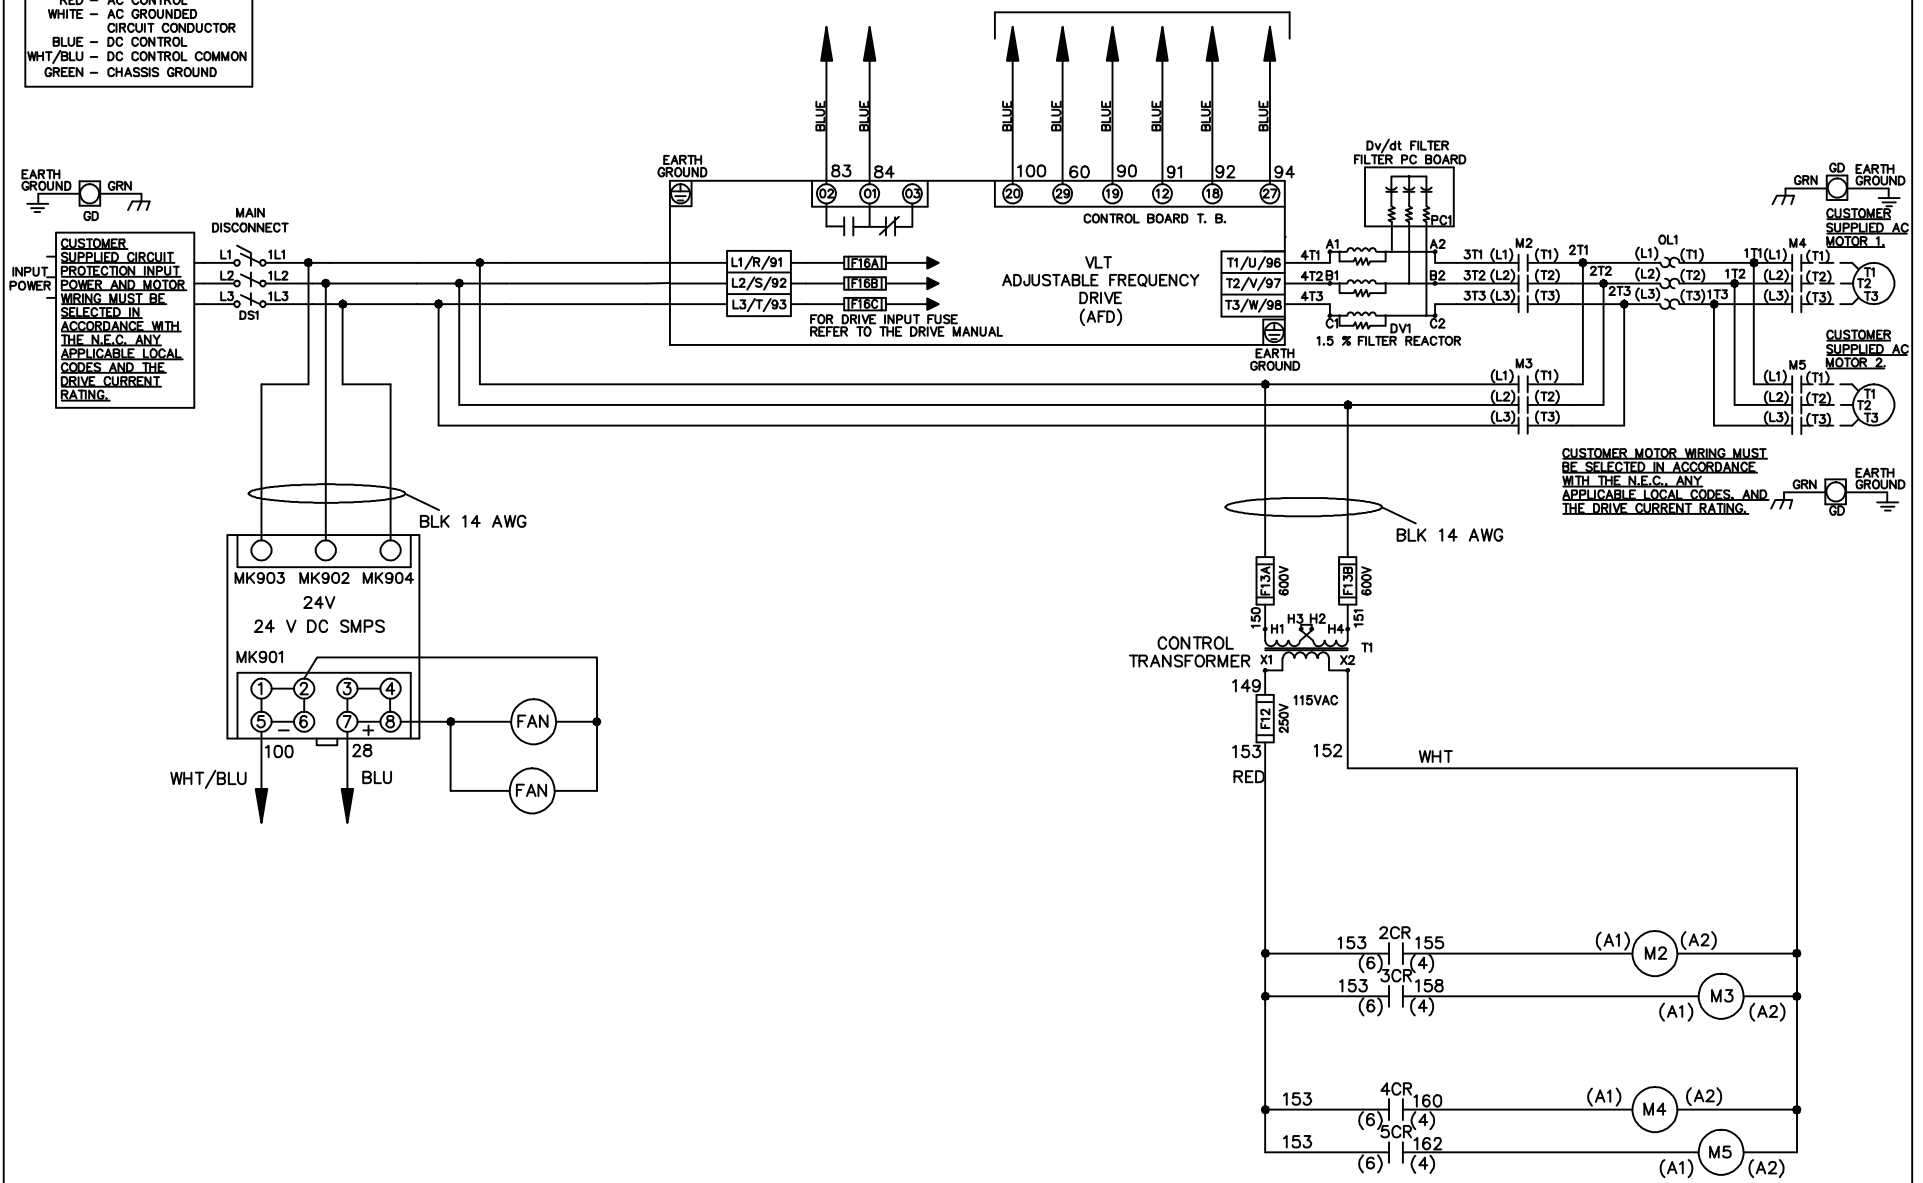 RED – AC CONTROL
WHITE – AC GROUNDED
CIRCUIT CONDUCTOR
BLUE – DC CONTROL
WHT/BLU – DC CONTROL COMMON
GREEN – CHASSIS GROUND
BLUE
BLUE
BLUE
BLUE
BLUE
BLUE
BLUE
BLUE
EARTH
GROUND
83
84
100
60
90
91
92
94
02
01
03
20
29
19
12
18
27
CONTROL BOARD T. B.
Dv/dt FILTER
FILTER PC BOARD
PC1
EARTH
GROUND
GRN
GD
GD
EARTH
GROUND
GRN
MAIN
DISCONNECT
INPUT
POWER
CUSTOMER
SUPPLIED CIRCUIT
PROTECTION INPUT
POWER AND MOTOR
WIRING MUST BE
SELECTED IN
ACCORDANCE WITH
THE N.E.C. ANY
APPLICABLE LOCAL
CODES AND THE
DRIVE CURRENT
RATING.
L1
1L1
L2
1L2
L3
1L3
DS1
L1/R/91
F16A
L2/S/92
F16B
L3/T/93
F16C
FOR DRIVE INPUT FUSE
REFER TO THE DRIVE MANUAL
VLT
ADJUSTABLE FREQUENCY
DRIVE
(AFD)
T1/U/96
T2/V/97
T3/W/98
EARTH
GROUND
4T1
A1
A2
4T2
B1
B2
4T3
C1
C2
DV1
1.5 % FILTER REACTOR
M2
3T1 (L1) (T1) 2T1
3T2 (L2) (T2) 2T2
3T3 (L3) (T3) 2T3
OL1
(L1) (T1) 1T1
(L2) (T2) 1T2
(L3) (T3) 1T3
M4
(L1) (T1)
(L2) (T2)
(L3) (T3)
T1
T2
T3
CUSTOMER
SUPPLIED AC
MOTOR 1.
M3
(L1) (T1)
(L2) (T2)
(L3) (T3)
CUSTOMER
SUPPLIED AC
MOTOR 2.
M5
(L1) (T1)
(L2) (T2)
(L3) (T3)
T1
T2
T3
CUSTOMER MOTOR WIRING MUST
BE SELECTED IN ACCORDANCE
WITH THE N.E.C., ANY
APPLICABLE LOCAL CODES, AND
THE DRIVE CURRENT RATING.
GRN
GD
EARTH
GROUND
BLK 14 AWG
BLK 14 AWG
MK903 MK902 MK904
24V
24 V DC SMPS
MK901
1 2 3 4
5 – 6 7 + 8
100
28
WHT/BLU
BLU
FAN
FAN
F13A
600V
F13B
600V
150
151
H1
H3
H2
H4
T1
CONTROL
TRANSFORMER
X1
X2
149
115VAC
F12
250V
153
RED
152
WHT
2CR
153 155
(6) (4)
(A1) M2 (A2)
3CR
153 158
(6) (4)
(A1) M3 (A2)
4CR
153 160
(6) (4)
(A1) M4 (A2)
5CR
153 162
(6) (4)
(A1) M5 (A2)